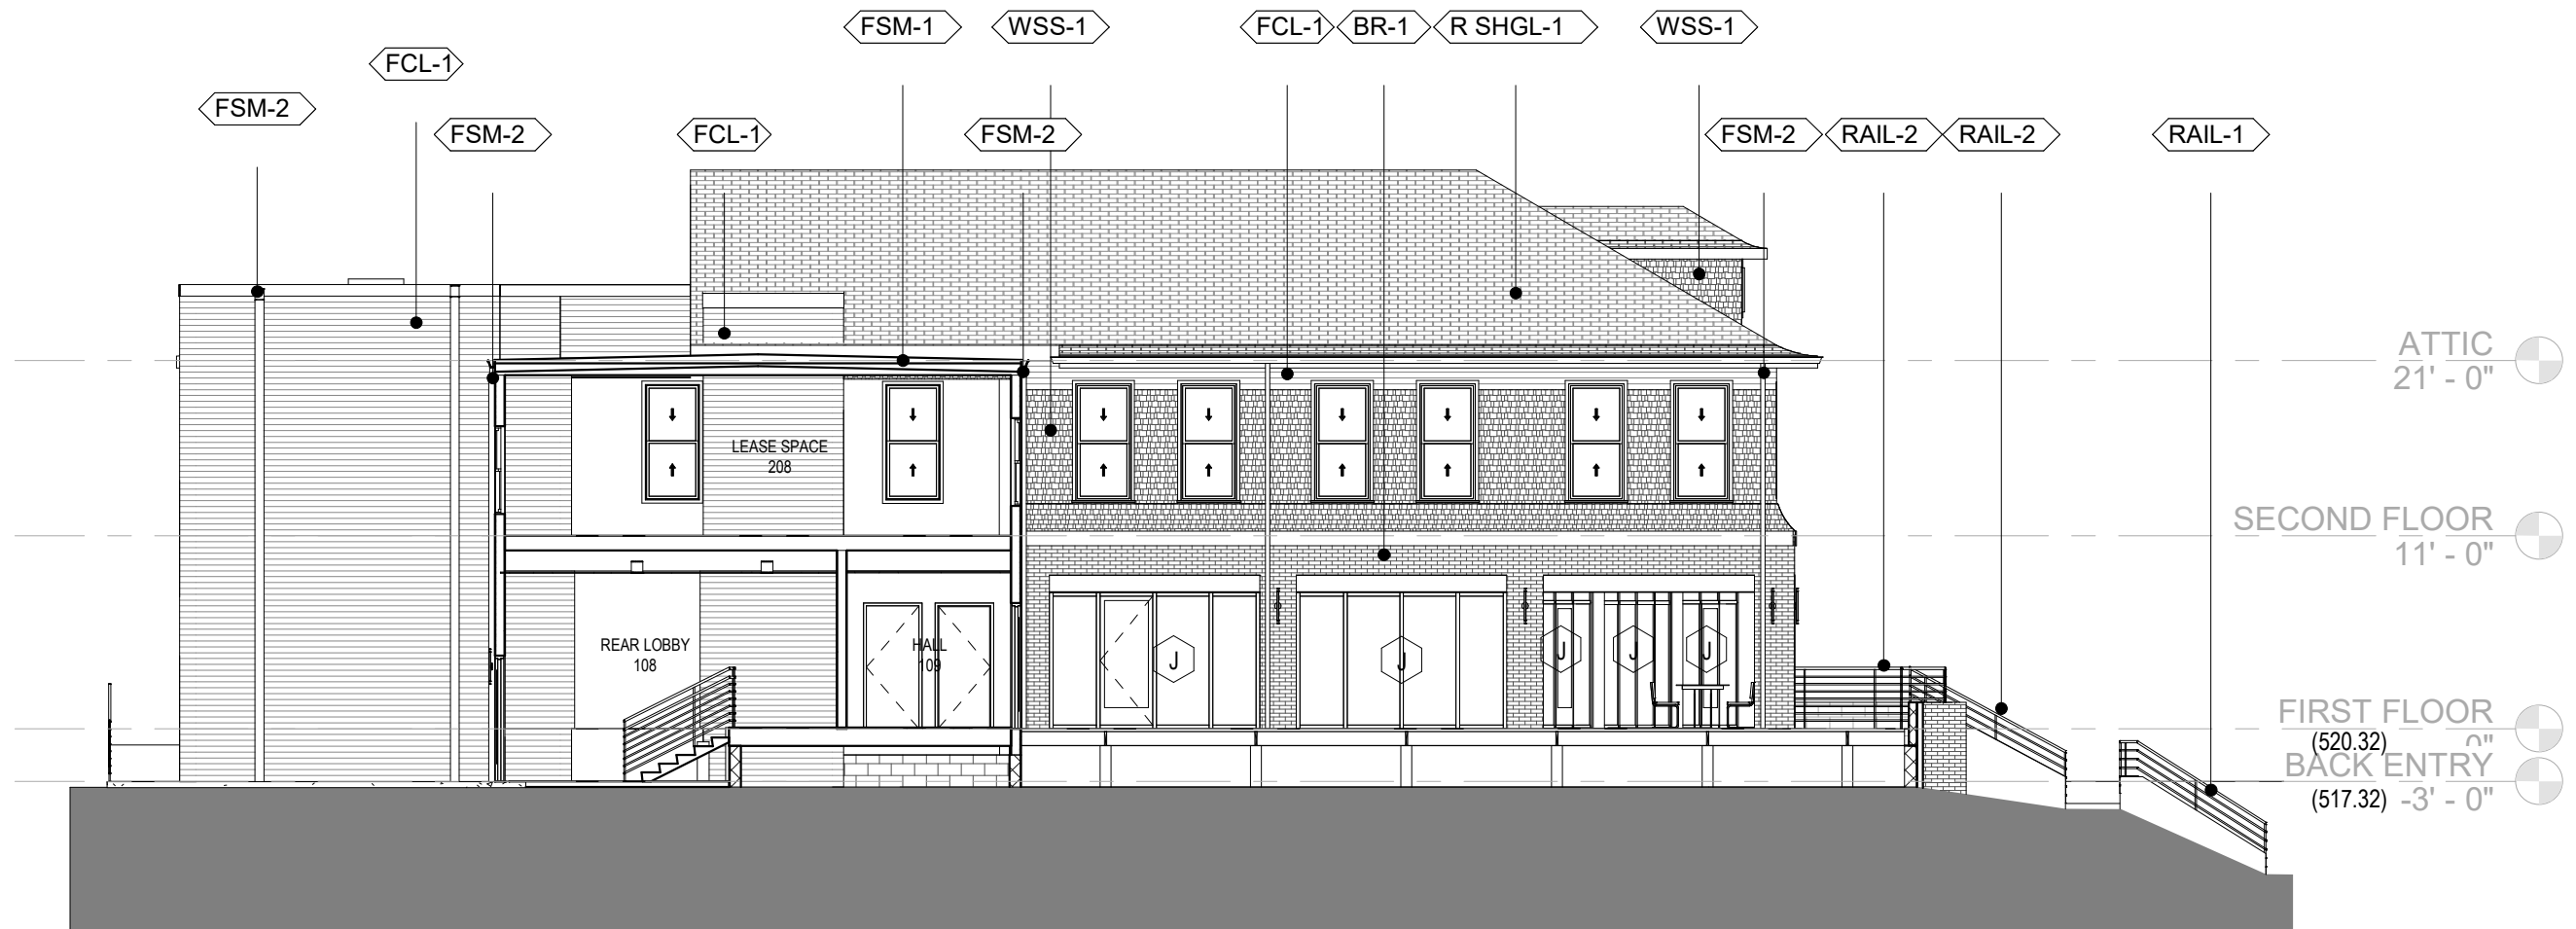 FSM-1
WSS-1
FCL-1
BR-1
R SHGL-1
WSS-1
FCL-1
FSM-2
FSM-2
FCL-1
FSM-2
FSM-2
RAIL-2
RAIL-2
RAIL-1
ATTIC
21' - 0"
LEASE SPACE
208
SECOND FLOOR
11' - 0"
REAR LOBBY
108
HALL
109
J
J
J
J
J
FIRST FLOOR
(520.32) 0"
BACK ENTRY
(517.32) -3' - 0"